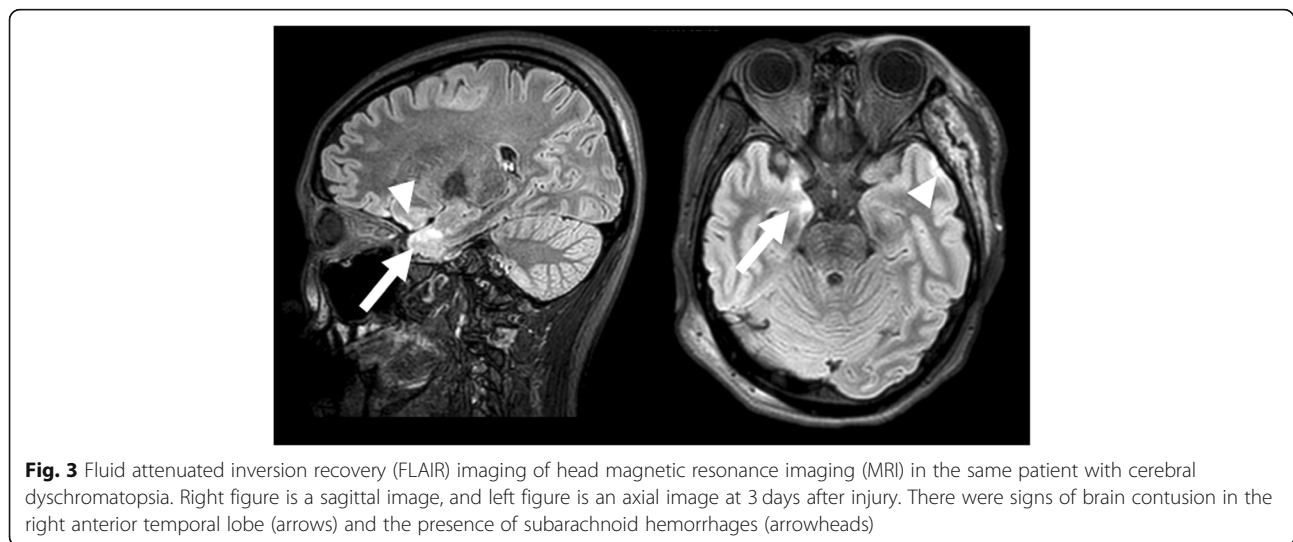 Fig. 3 Fluid attenuated inversion recovery (FLAIR) imaging of head magnetic resonance imaging (MRI) in the same patient with cerebral
dyschromatopsia. Right figure is a sagittal image, and left figure is an axial image at 3 days after injury. There were signs of brain contusion in the
right anterior temporal lobe (arrows) and the presence of subarachnoid hemorrhages (arrowheads)